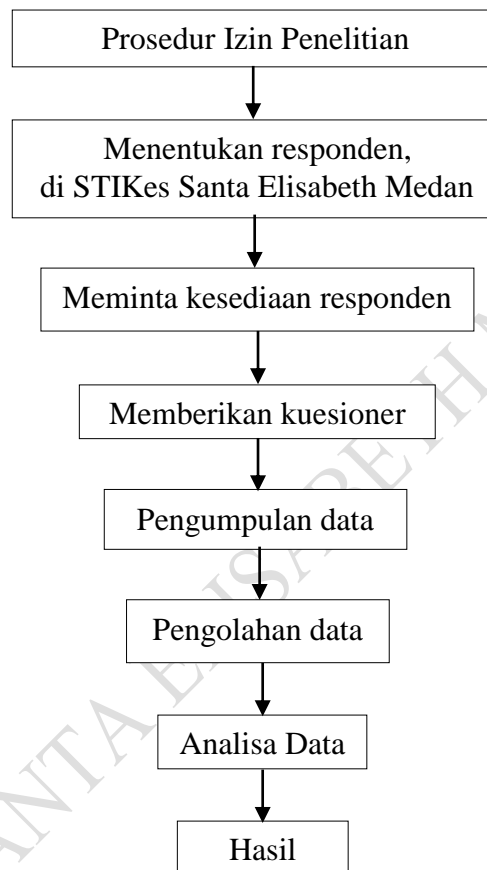 Prosedur Izin Penelitian
Menentukan responden,
di STIKes Santa Elisabeth Medan
Meminta kesediaan responden
Memberikan kuesioner
Pengumpulan data
Pengolahan data
Analisa Data
Hasil